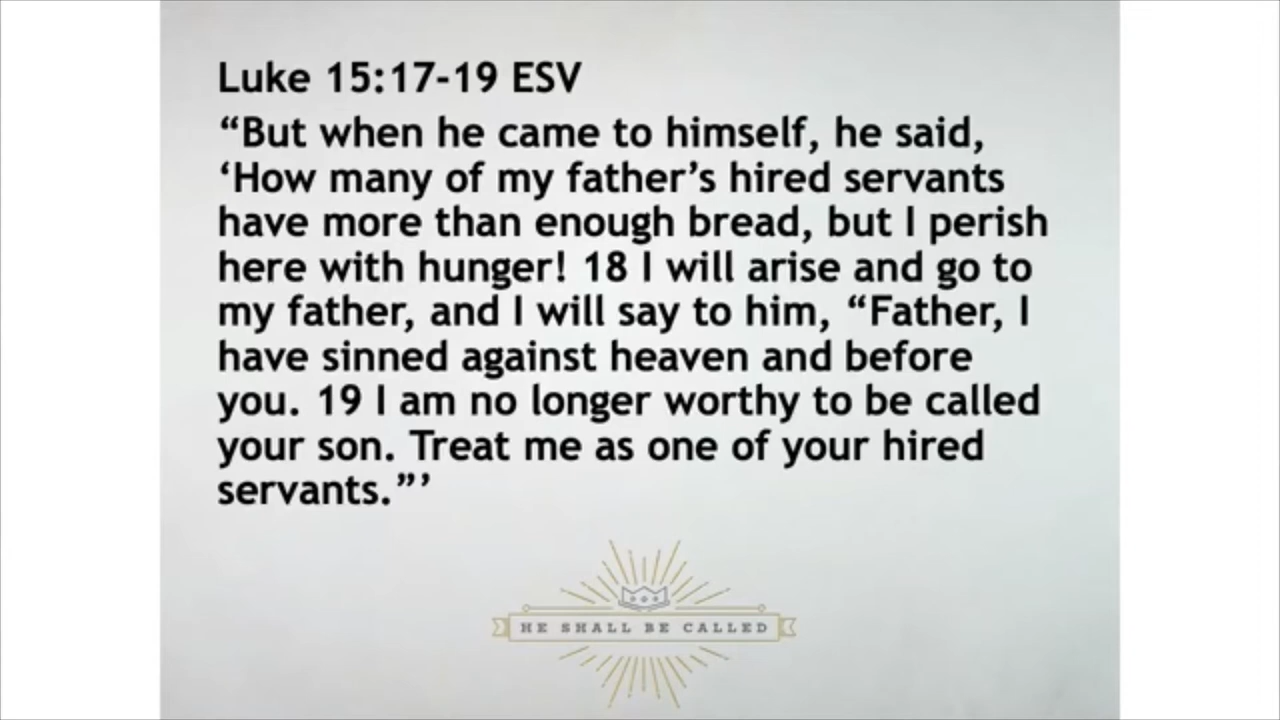 Luke 15:17-19 ESV
“But when he came to himself, he said,
‘How many of my father’s hired servants
have more than enough bread, but I perish
here with hunger! 18 I will arise and go to
my father, and I will say to him, “Father, I
have sinned against heaven and before
you. 19 I am no longer worthy to be called
your son. Treat me as one of your hired
servants.”’
HE SHALL BE CALLED